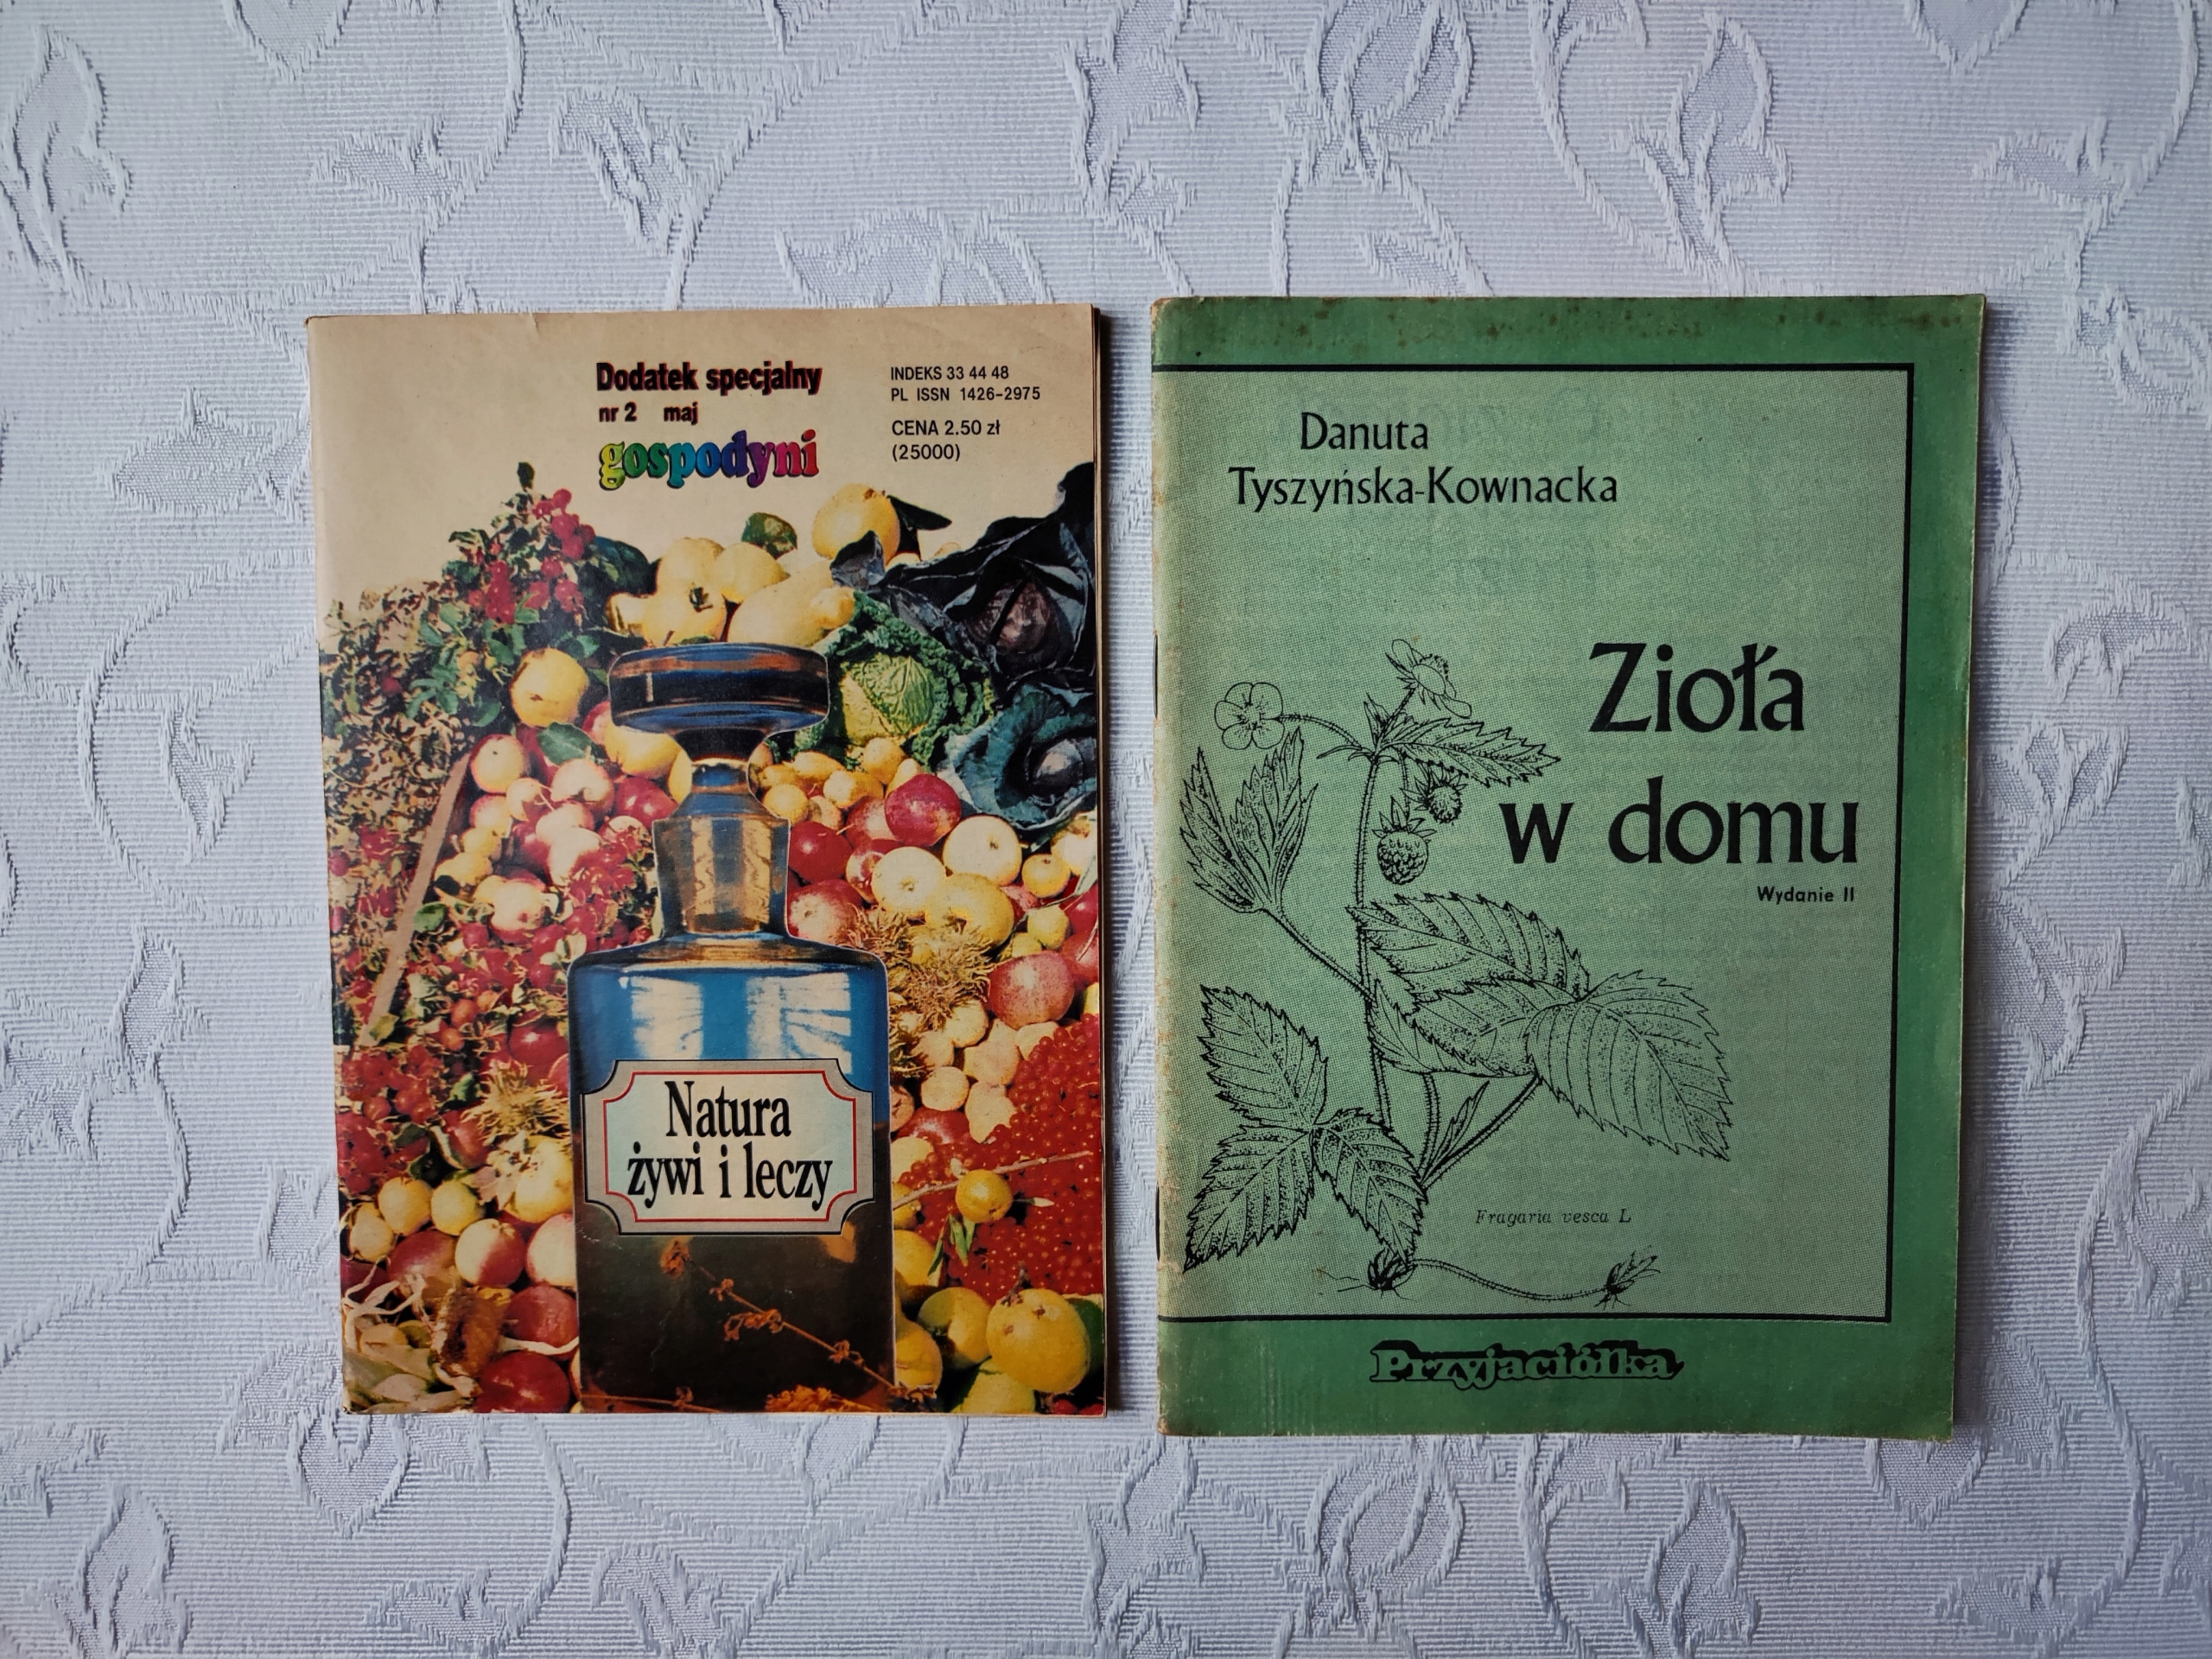 Dodatek specjalny
nr 2 maj
gospodyni
INDEKS 33 44 48
PL ISSN 1426-2975
CENA 2.50 zł
(25000)
Natura
żywi i leczy
Danuta
Tyszyńska-Kownacka
Zioła
w domu
Wydanie II
Fragaria vesca L
Przyjaciółka